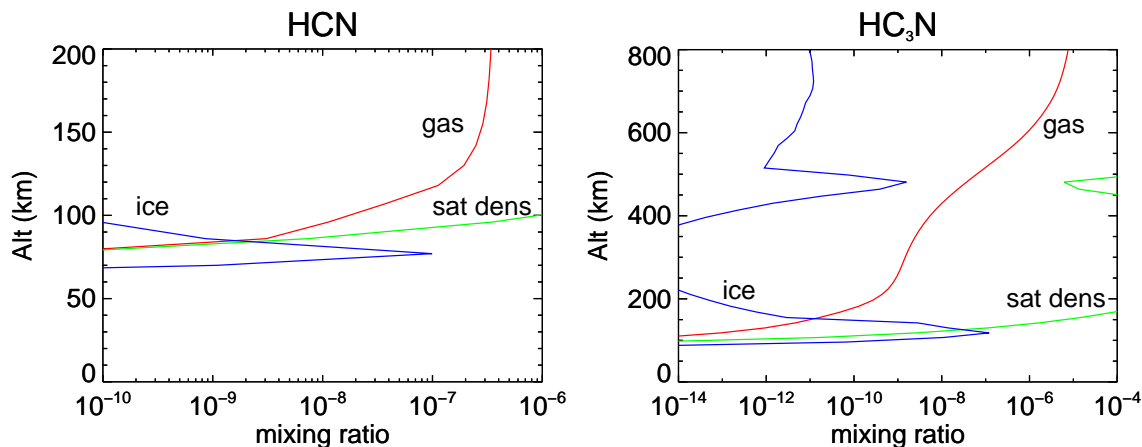 HCN
200
150
100
50
0
Alt (km)
gas
ice
sat dens
10⁻¹⁰ 10⁻⁹ 10⁻⁸ 10⁻⁷ 10⁻⁶
mixing ratio
HC₃N
800
600
400
200
0
Alt (km)
gas
ice
sat dens
10⁻¹⁴ 10⁻¹² 10⁻¹⁰ 10⁻⁸ 10⁻⁶ 10⁻⁴
mixing ratio